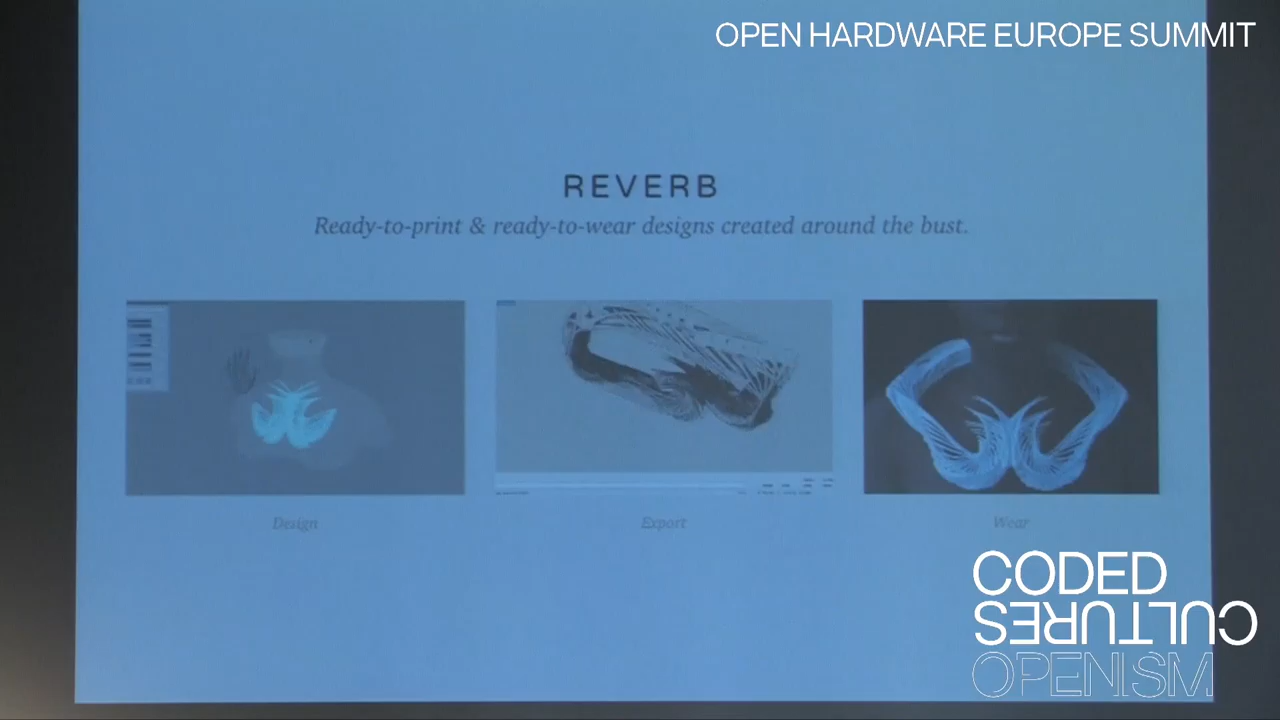 OPEN HARDWARE EUROPE SUMMIT
REVERB
Ready-to-print & ready-to-wear designs created around the bust.
Design
Export
Wear
CODED
CULTURES
OPENISM